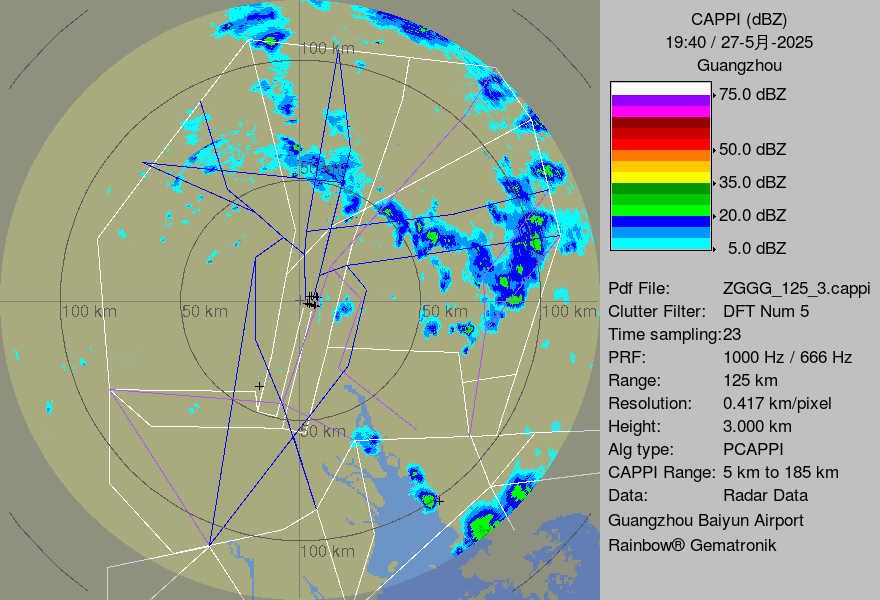 CAPPI (dBZ)
19:40 / 27-5月-2025
Guangzhou
75.0 dBZ
50.0 dBZ
35.0 dBZ
20.0 dBZ
5.0 dBZ
Pdf File: ZGGG_125_3.cappi
Clutter Filter: DFT Num 5
Time sampling:23
PRF: 1000 Hz / 666 Hz
Range: 125 km
Resolution: 0.417 km/pixel
Height: 3.000 km
Alg type: PCAPPI
CAPPI Range: 5 km to 185 km
Data: Radar Data
Guangzhou Baiyun Airport
Rainbow® Gematronik
100 km
50 km
100 km
50 km
50 km
100 km
50 km
100 km